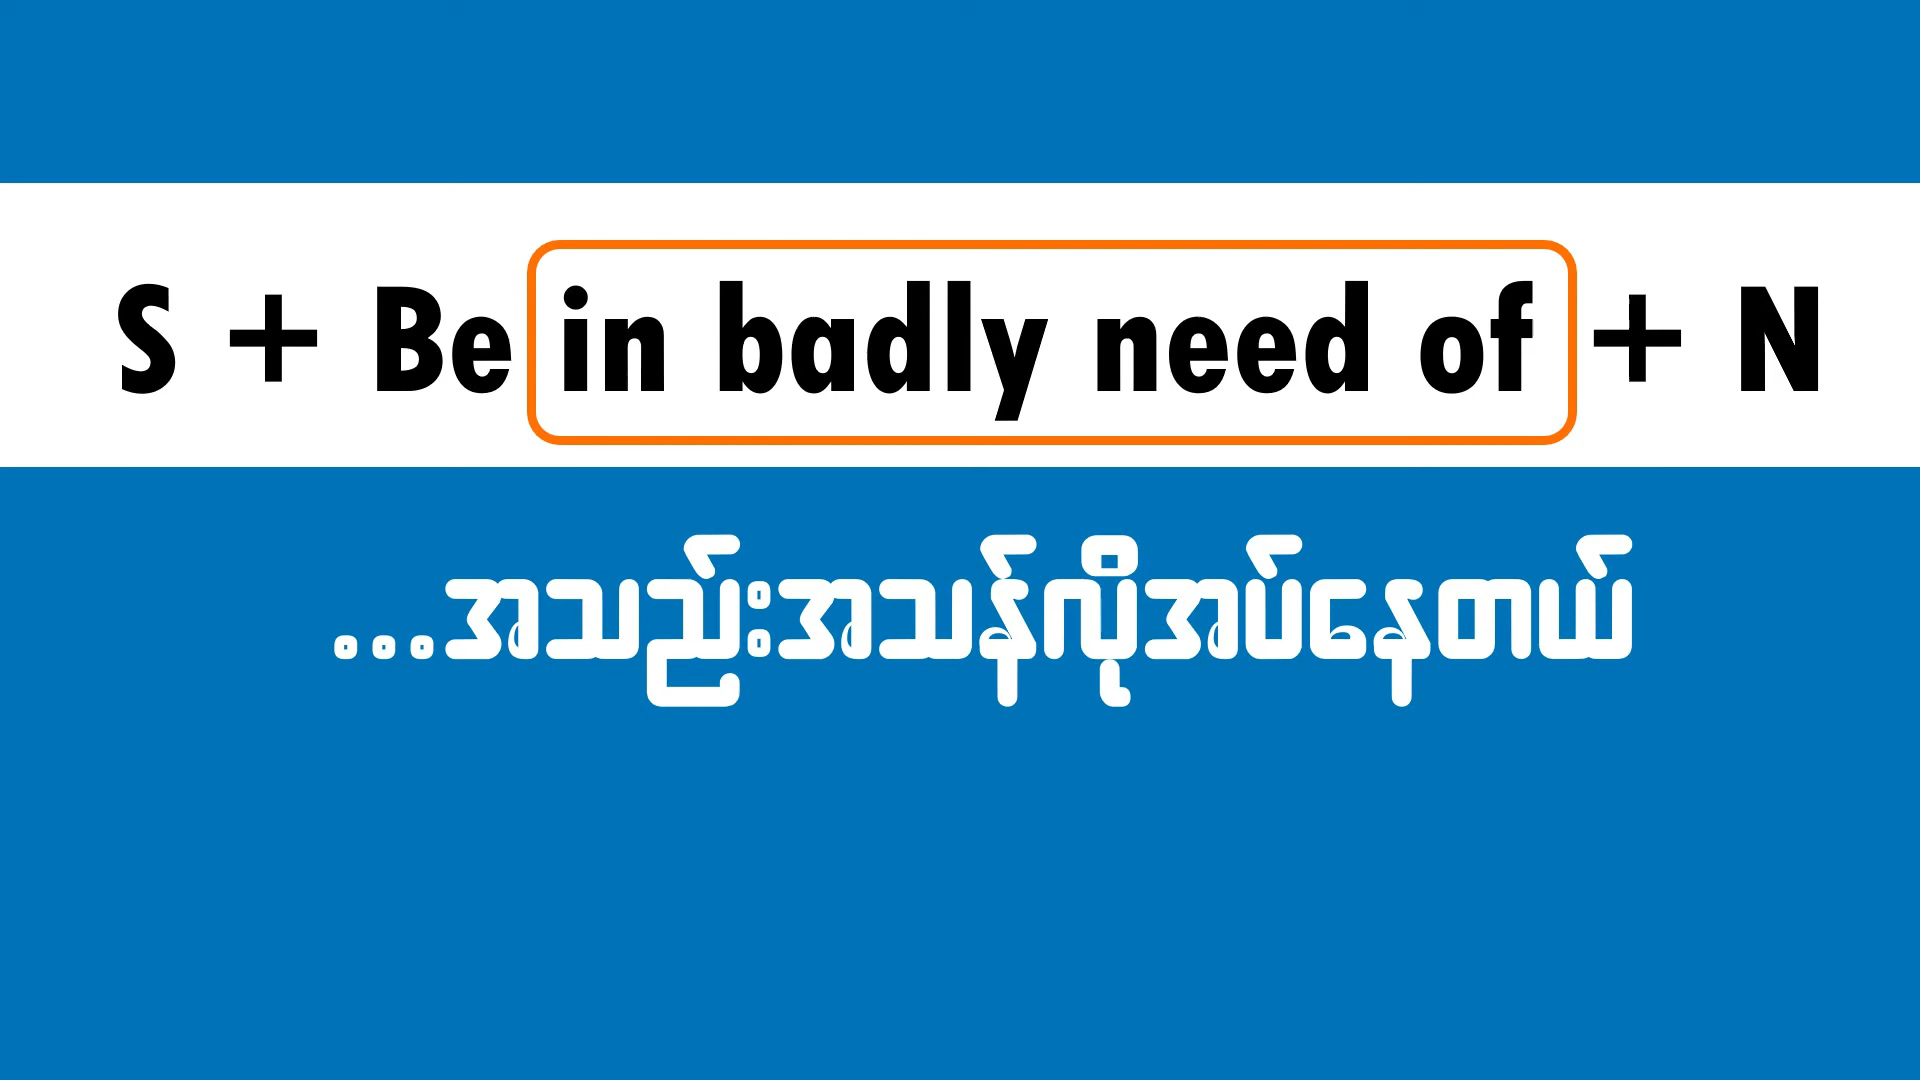 S + Be in badly need of + N
...အသည်းအသန်လိုအပ်နေတယ်